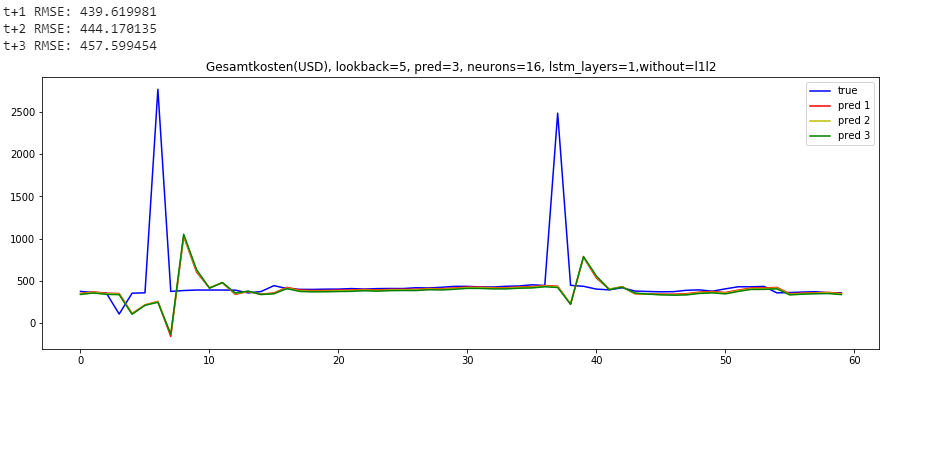 t+1 RMSE: 439.619981
t+2 RMSE: 444.170135
t+3 RMSE: 457.599454
Gesamtkosten(USD), lookback=5, pred=3, neurons=16, lstm_layers=1,without=l1l2
true
pred 1
pred 2
pred 3
2500
2000
1500
1000
500
0
0 10 20 30 40 50 60